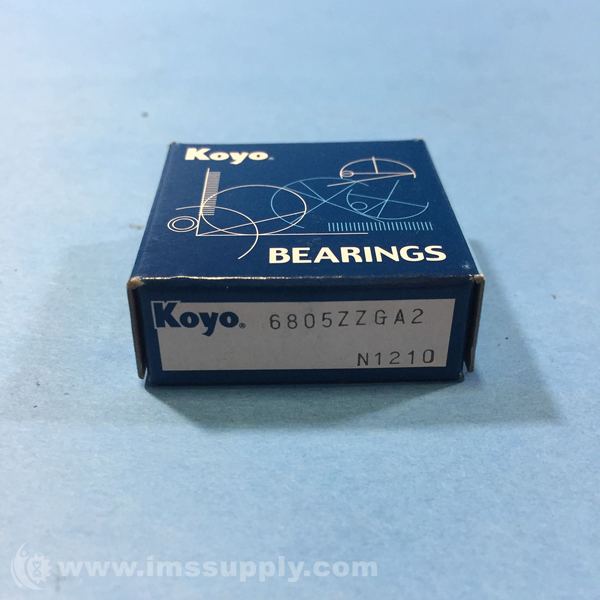 Koyo®
BEARINGS
Koyo® 6805ZZGA2
N1210
www.imssupply.com